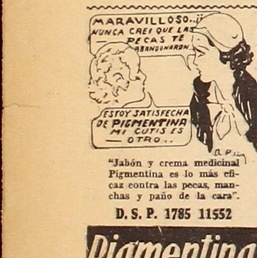 MARAVILLOSO..¡¡
NUNCA CREI QUE LAS
PECAS TE
ABANDONARAN
ESTOY SATISFECHA
DE PIGMENTINA
MI CUTIS ES
OTRO..
"Jabón y crema medicinal
Pigmentina es lo más efi-
caz contra las pecas, man-
chas y paño de la cara".
D. S. P. 1785 11552
Pigmentina